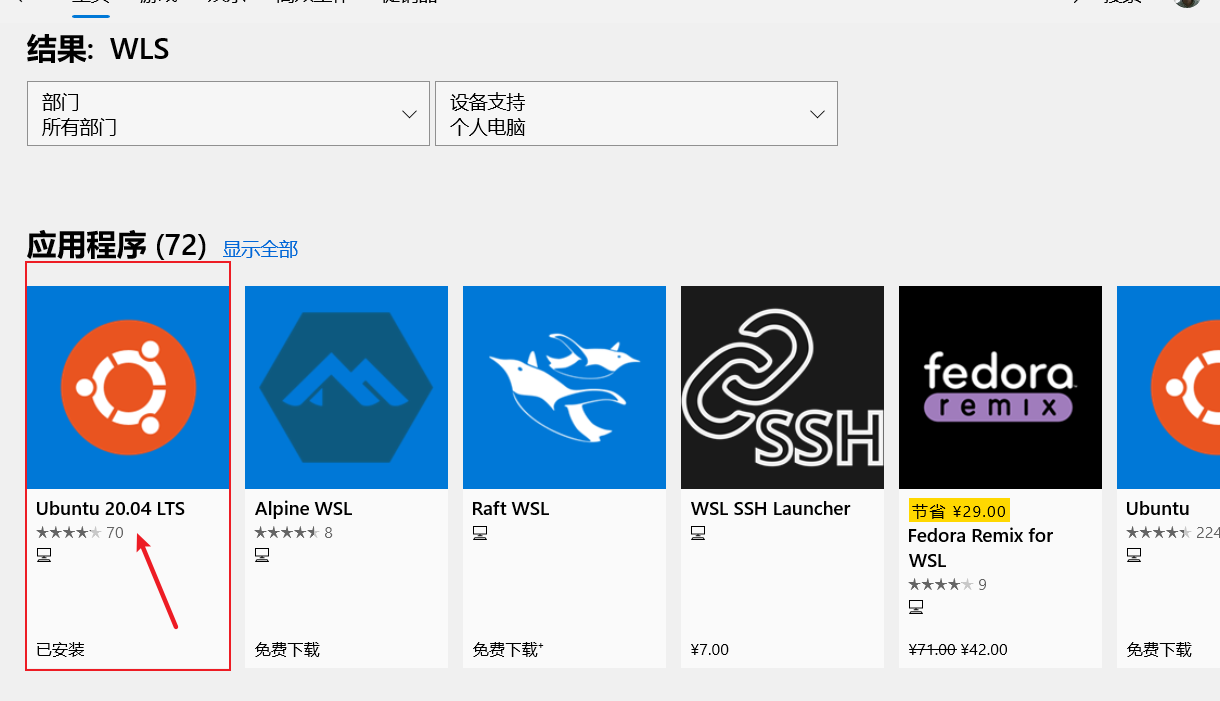 结果: WLS
部门
所有部门
设备支持
个人电脑
应用程序 (72) 显示全部
SSH
fedora
remix
Ubuntu 20.04 LTS
70
已安装
Alpine WSL
8
免费下载
Raft WSL
免费下载+
WSL SSH Launcher
¥7.00
节省 ¥29.00
Fedora Remix for
WSL
9
¥71.00 ¥42.00
Ubuntu
224
免费下载